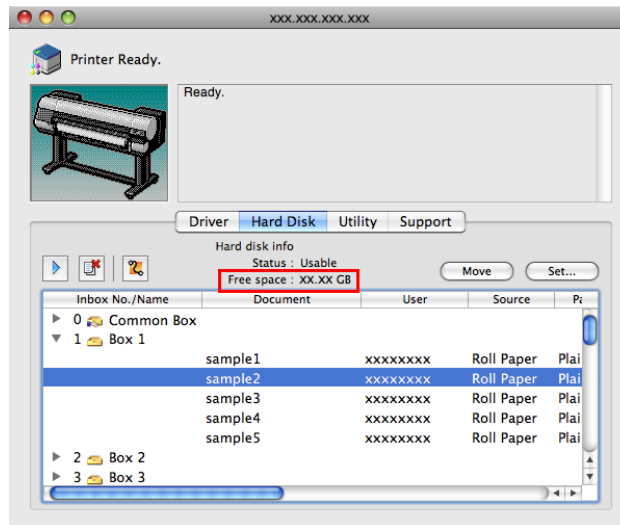 xxx.xxx.xxx.xxx
Printer Ready.
Ready.
Driver Hard Disk Utility Support
Hard disk info
Status : Usable
Free space : XX.XX GB
Move Set...
Inbox No./Name Document User Source Pa
0 Common Box
1 Box 1
sample1 xxxxxxxx Roll Paper Plai
sample2 xxxxxxxx Roll Paper Plai
sample3 xxxxxxxx Roll Paper Plai
sample4 xxxxxxxx Roll Paper Plai
sample5 xxxxxxxx Roll Paper Plai
2 Box 2
3 Box 3